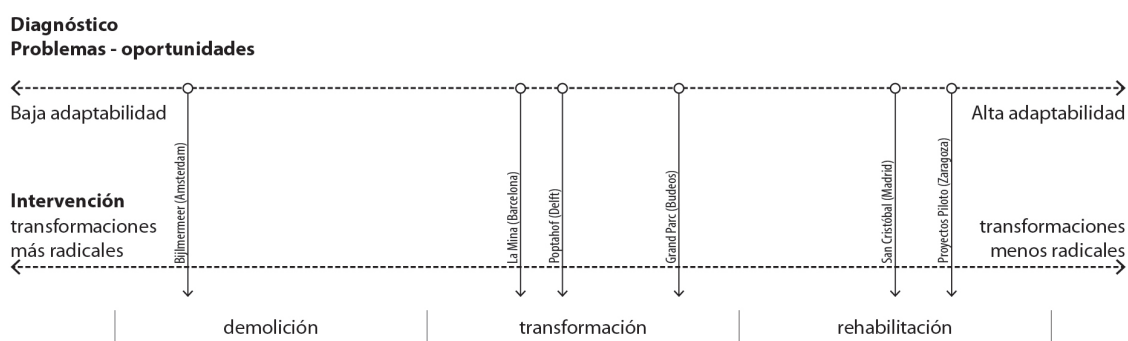 Diagnóstico
Problemas - oportunidades
Baja adaptabilidad
Alta adaptabilidad
Bijlmermeer (Amsterdam)
La Mina (Barcelona)
Poptahof (Delft)
Grand Parc (Budeos)
San Cristóbal (Madrid)
Proyectos Piloto (Zaragoza)
Intervención
transformaciones
más radicales
transformaciones
menos radicales
demolición
transformación
rehabilitación